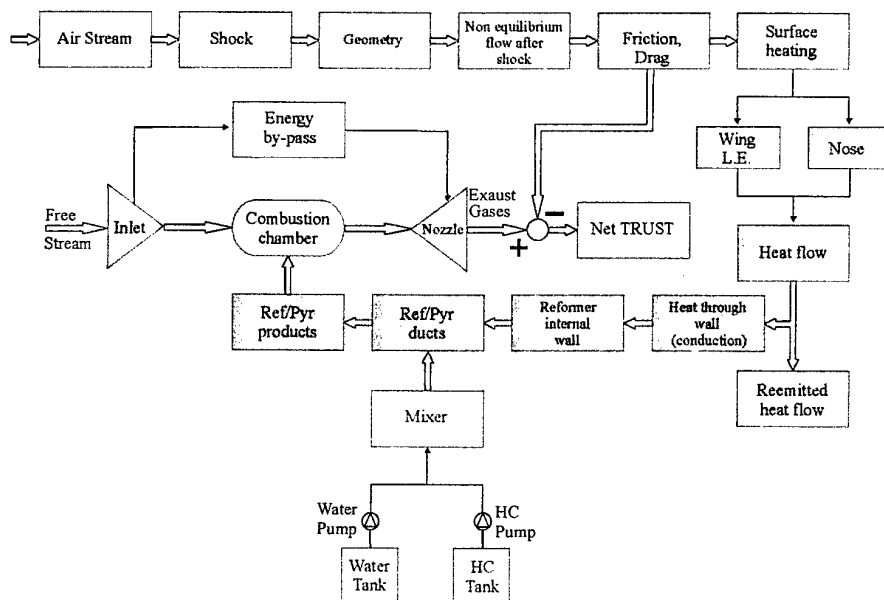 Air Stream
Shock
Geometry
Non equilibrium
flow after
shock
Friction,
Drag
Surface
heating
Energy
by-pass
Wing
L.E.
Nose
Free
Stream
Inlet
Combustion
chamber
Nozzle
Exaust
Gases
−
+
Net TRUST
Heat flow
Ref/Pyr
products
Ref/Pyr
ducts
Reformer
internal
wall
Heat through
wall
(conduction)
Reemitted
heat flow
Mixer
Water
Pump
HC
Pump
Water
Tank
HC
Tank